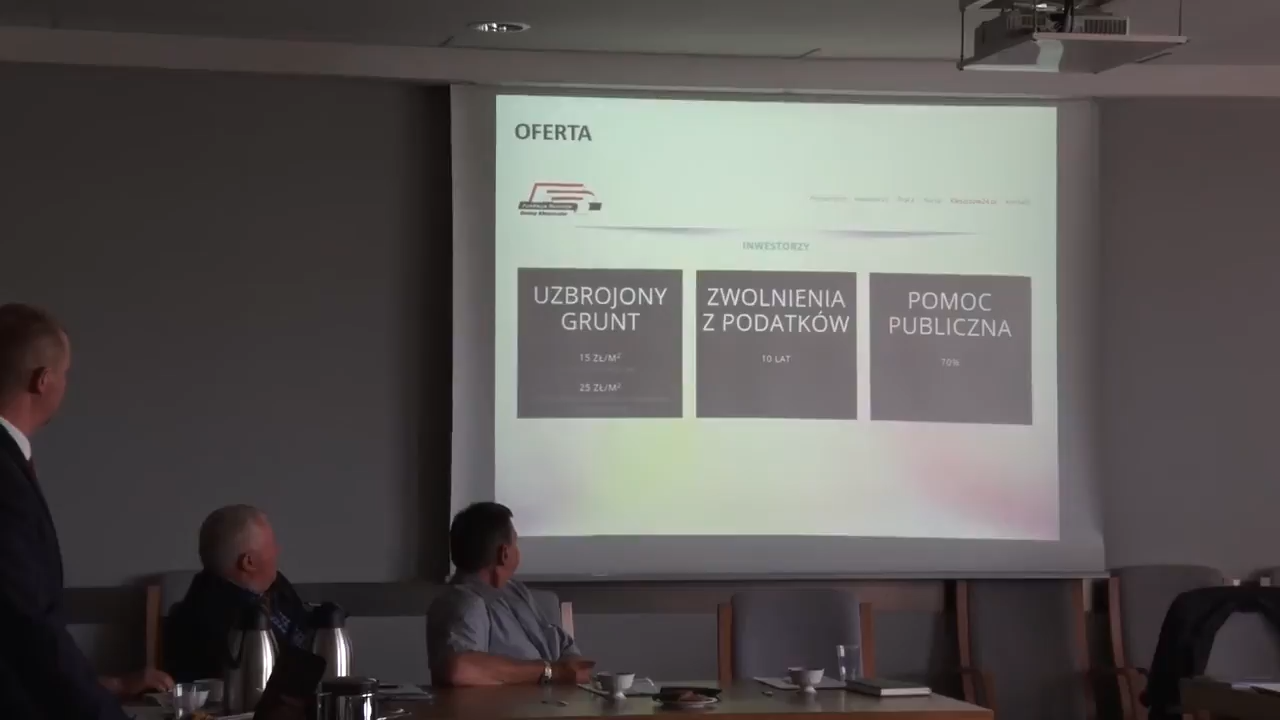 OFERTA
INWESTORZY
UZBROJONY
GRUNT
15 ZŁ/M²
25 ZŁ/M²
ZWOLNIENIA
Z PODATKÓW
10 LAT
POMOC
PUBLICZNA
70%